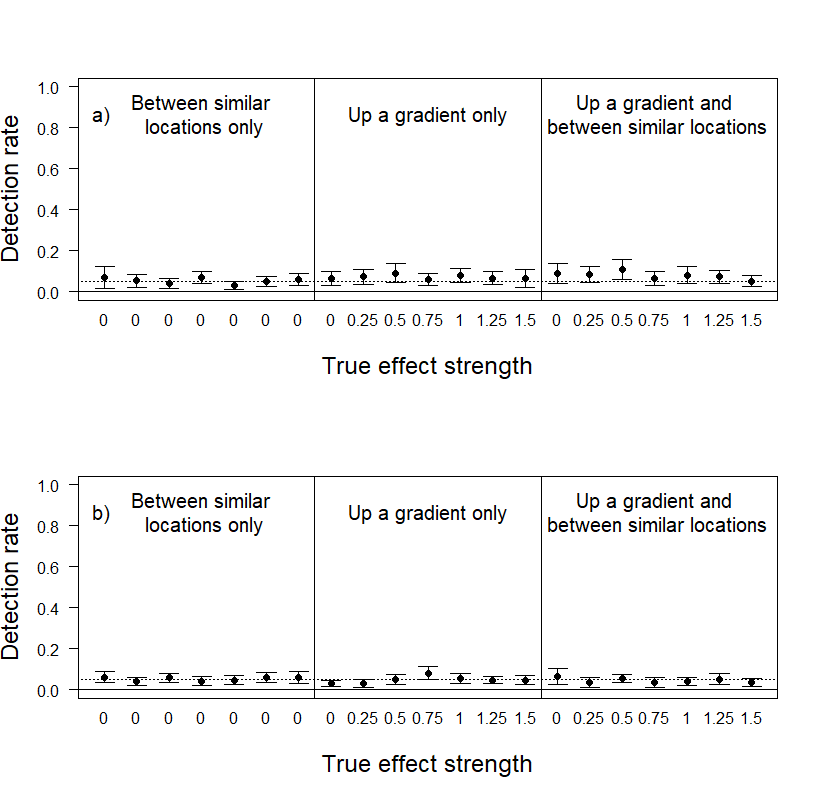 a)
Between similar
locations only
Up a gradient only
Up a gradient and
between similar locations
Detection rate
1.0
0.8
0.6
0.4
0.2
0.0
0 0 0 0 0 0 0 0 0.25 0.5 0.75 1 1.25 1.5 0 0.25 0.5 0.75 1 1.25 1.5
True effect strength
b)
Between similar
locations only
Up a gradient only
Up a gradient and
between similar locations
Detection rate
1.0
0.8
0.6
0.4
0.2
0.0
0 0 0 0 0 0 0 0 0.25 0.5 0.75 1 1.25 1.5 0 0.25 0.5 0.75 1 1.25 1.5
True effect strength